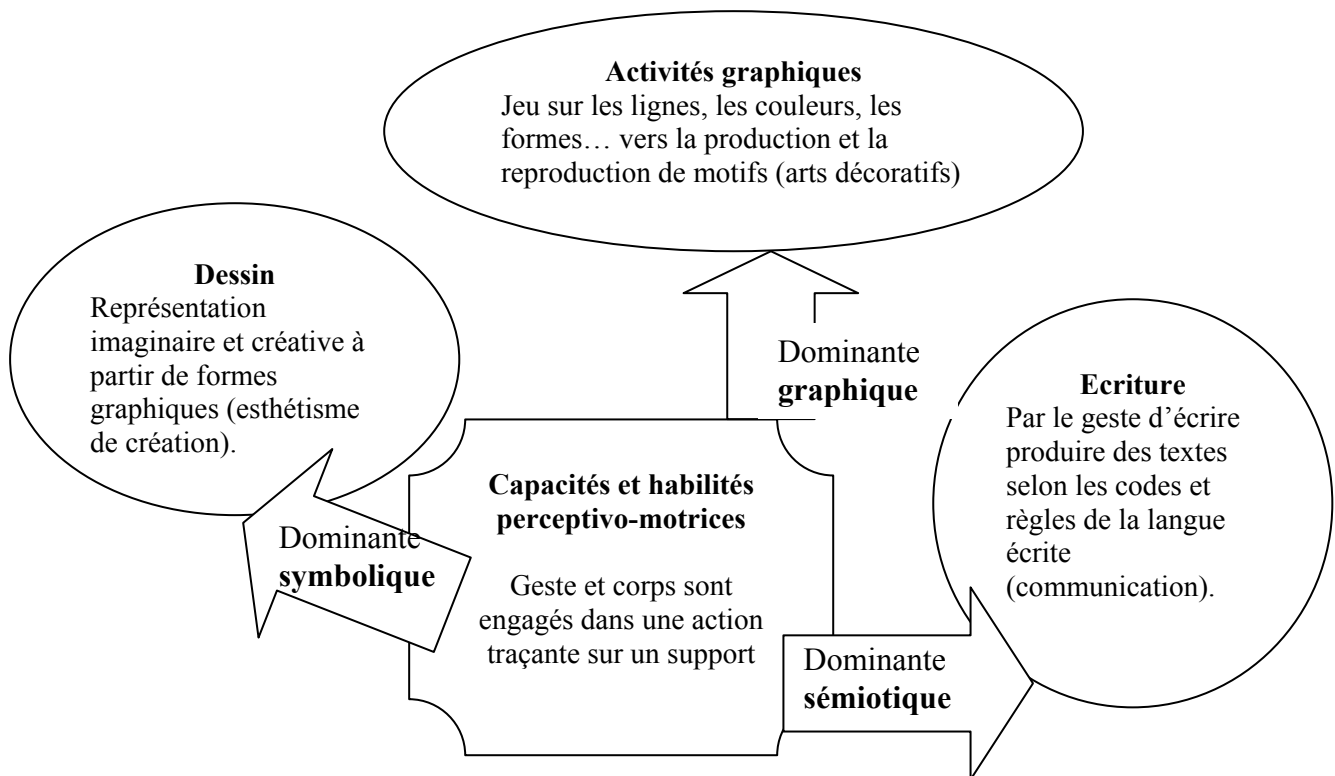 Activités graphiques
Jeu sur les lignes, les couleurs, les
formes… vers la production et la
reproduction de motifs (arts décoratifs)
Dessin
Représentation
imaginaire et créative à
partir de formes
graphiques (esthétisme
de création).
Dominante
graphique
Ecriture
Par le geste d’écrire
produire des textes
selon les codes et
règles de la langue
écrite
(communication).
Capacités et habilités
perceptivo-motrices
Geste et corps sont
engagés dans une action
traçante sur un support
Dominante
symbolique
Dominante
sémiotique